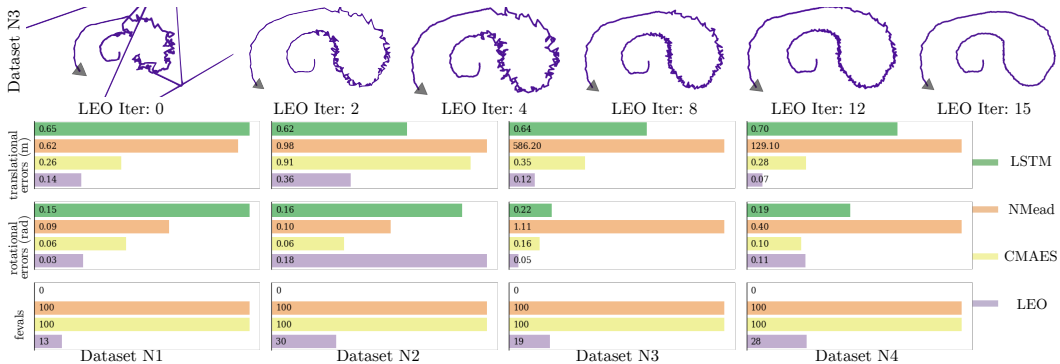 Dataset N3
LEO Iter: 0
LEO Iter: 2
LEO Iter: 4
LEO Iter: 8
LEO Iter: 12
LEO Iter: 15
translational
errors (m)
0.65
0.62
0.26
0.14
0.62
0.98
0.91
0.36
0.64
586.20
0.35
0.12
0.70
129.10
0.28
0.07
rotational
errors (rad)
0.15
0.09
0.06
0.03
0.16
0.10
0.06
0.18
0.22
1.11
0.16
0.05
0.19
0.40
0.10
0.11
fevals
0
100
100
13
0
100
100
30
0
100
100
19
0
100
100
28
LSTM
NMead
CMAES
LEO
Dataset N1
Dataset N2
Dataset N3
Dataset N4